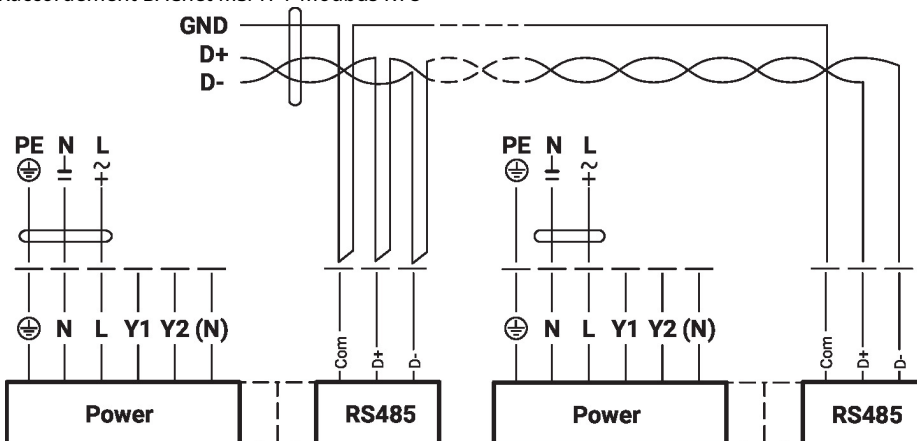 GND
D+
D-
PE N L
PE N L
N L Y1 Y2 (N)
Com D+ D-
N L Y1 Y2 (N)
Com D+ D-
Power
RS485
Power
RS485